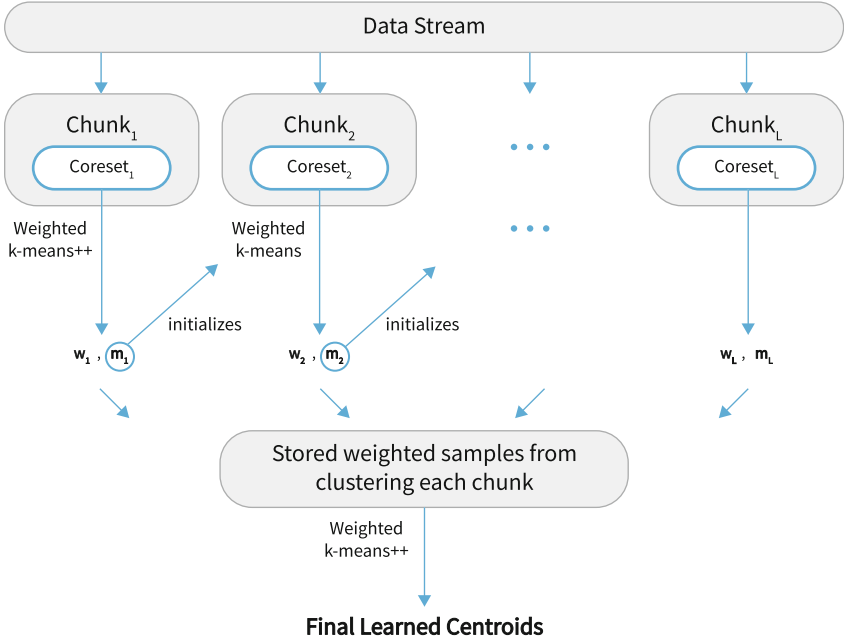 Data Stream
Chunk1
Chunk2
ChunkL
Coreset1
Coreset2
CoresetL
Weighted
k-means++
Weighted
k-means
initializes
initializes
w1 , m1
w2 , m2
wL , mL
Stored weighted samples from
clustering each chunk
Weighted
k-means++
Final Learned Centroids